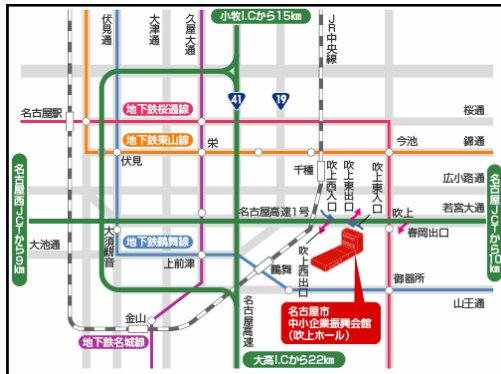 小牧I.Cから15km
伏見通
大津通
久屋大通
JR中央線
41
19
名古屋駅
地下鉄桜通線
桜通
地下鉄東山線
栄
今池
錦通
伏見
千種
吹上西入口
吹上東出口
吹上東入口
広小路通
名古屋西JCTから9km
名古屋JCTから10km
名古屋高速1号
吹上
若宮大通
春岡出口
大池通
大須観音
地下鉄鶴舞線
上前津
鶴舞
吹上西出口
御器所
山王通
金山
名古屋高速
名古屋市
中小企業振興会館
(吹上ホール)
地下鉄名城線
大高I.Cから22km